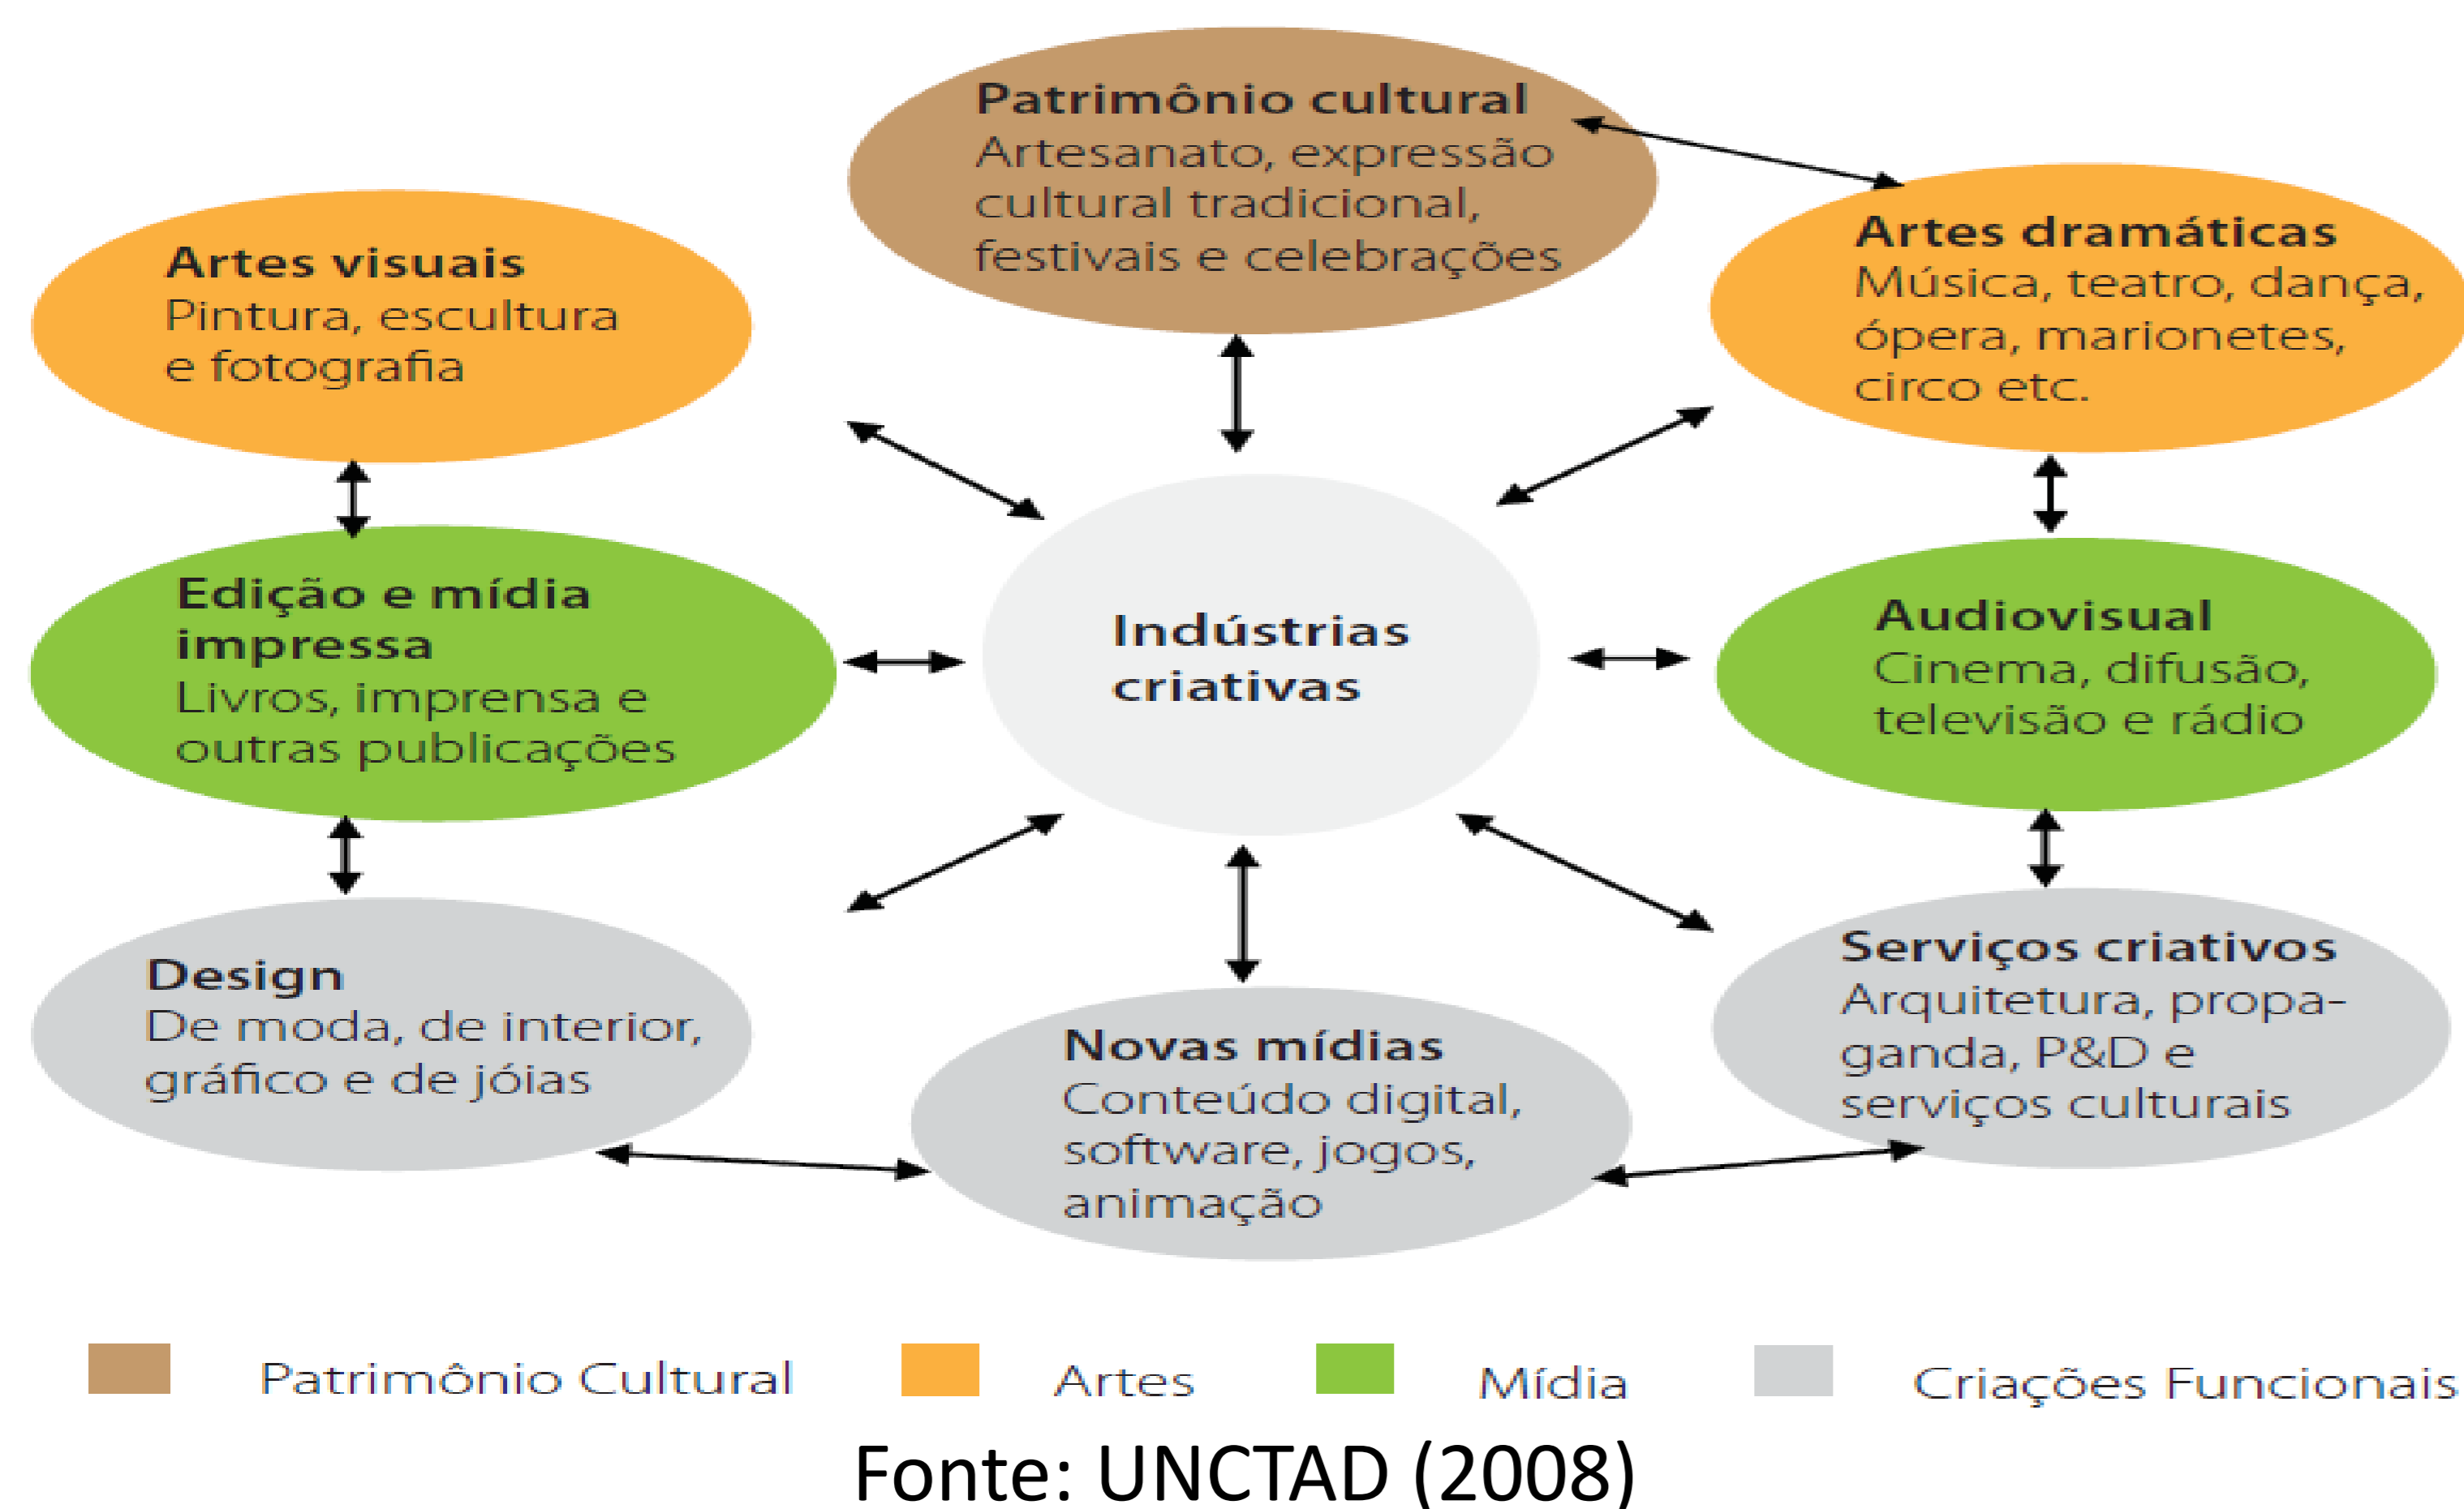 Patrimônio cultural
Artesanato, expressão
cultural tradicional,
festivais e celebrações
Artes visuais
Pintura, escultura
e fotografia
Artes dramáticas
Música, teatro, dança,
ópera, marionetes,
circo etc.
Edição e mídia
impressa
Livros, imprensa e
outras publicações
Indústrias
criativas
Audiovisual
Cinema, difusão,
televisão e rádio
Design
De moda, de interior,
gráfico e de jóias
Novas mídias
Conteúdo digital,
software, jogos,
animação
Serviços criativos
Arquitetura, propa-
ganda, P&D e
serviços culturais
Patrimônio Cultural
Artes
Mídia
Criações Funcionais
Fonte: UNCTAD (2008)